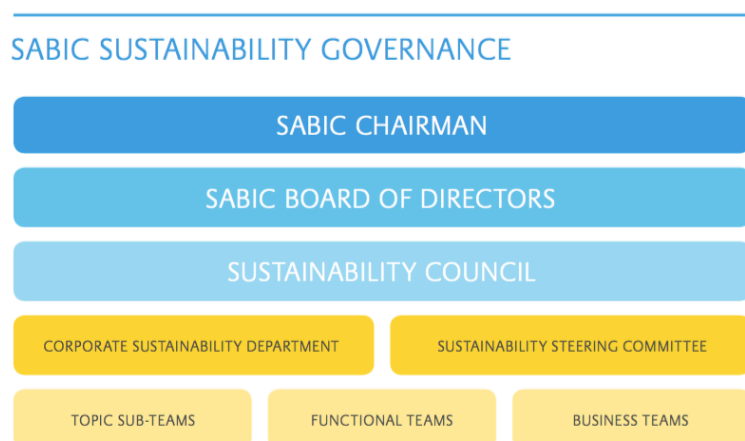 SABIC SUSTAINABILITY GOVERNANCE
SABIC CHAIRMAN
SABIC BOARD OF DIRECTORS
SUSTAINABILITY COUNCIL
CORPORATE SUSTAINABILITY DEPARTMENT
SUSTAINABILITY STEERING COMMITTEE
TOPIC SUB-TEAMS
FUNCTIONAL TEAMS
BUSINESS TEAMS